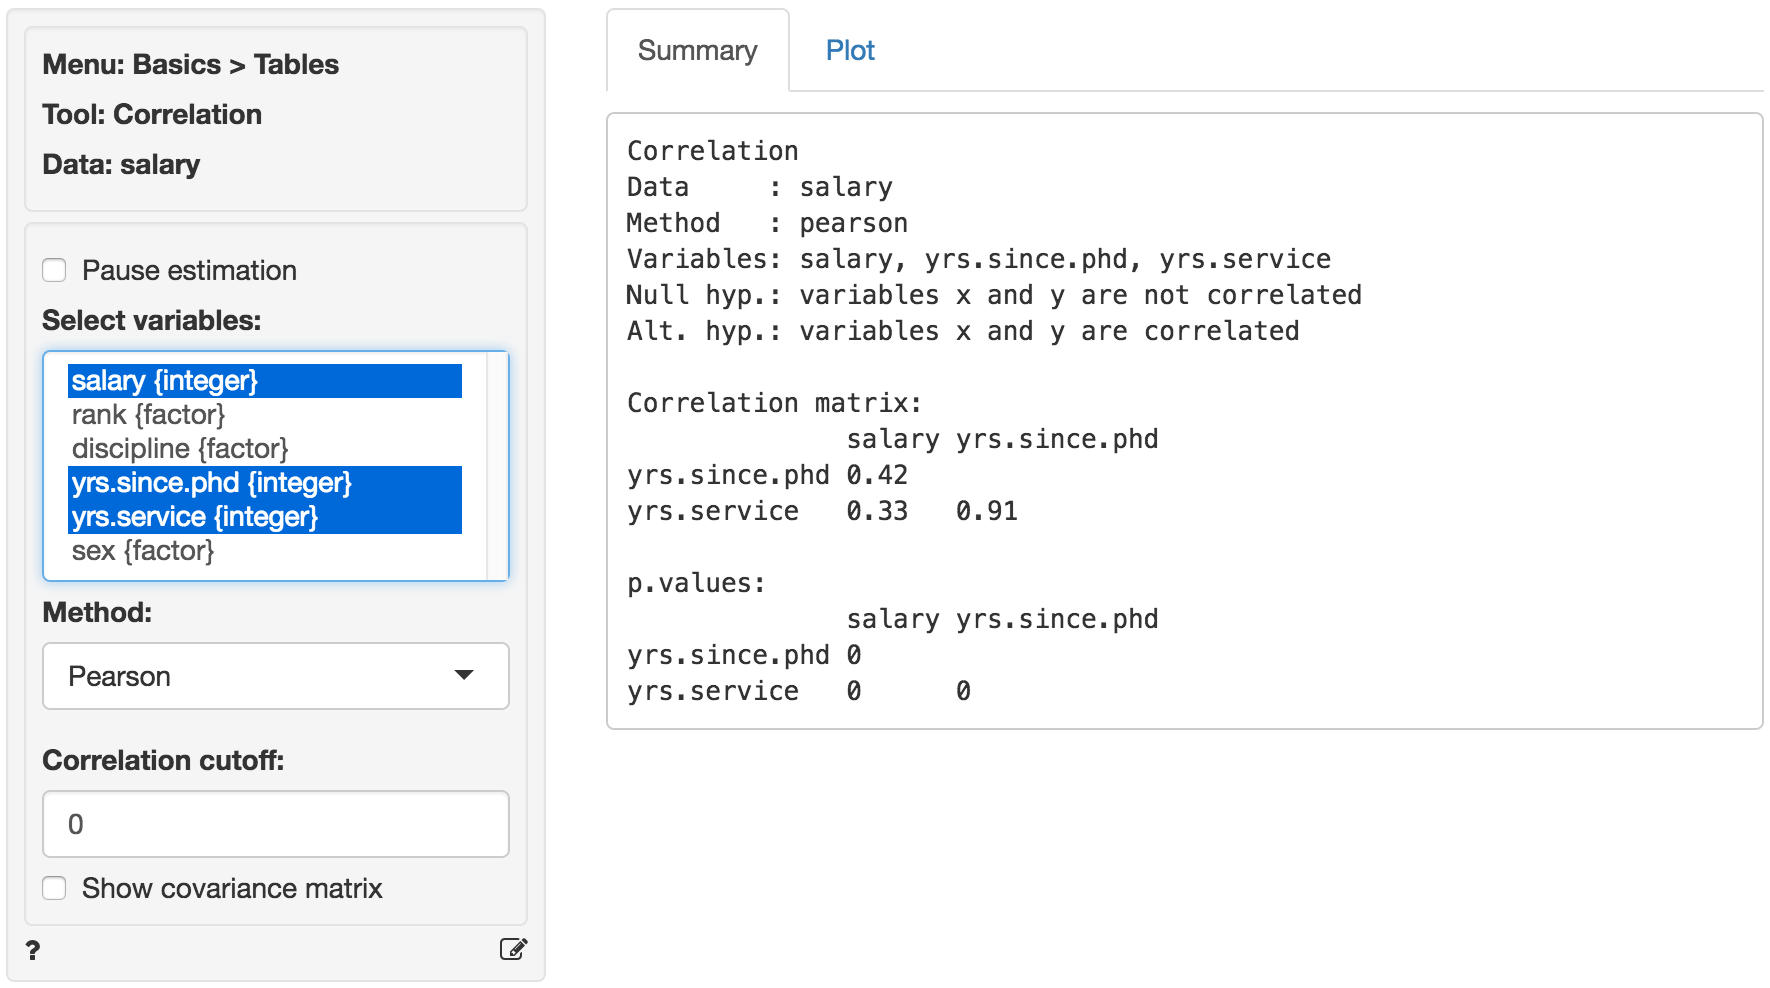 Menu: Basics > Tables
Tool: Correlation
Data: salary
Pause estimation
Select variables:
salary {integer}
rank {factor}
discipline {factor}
yrs.since.phd {integer}
yrs.service {integer}
sex {factor}
Method:
Pearson
Correlation cutoff:
0
Show covariance matrix
?
Summary Plot
Correlation
Data     : salary
Method   : pearson
Variables: salary, yrs.since.phd, yrs.service
Null hyp.: variables x and y are not correlated
Alt. hyp.: variables x and y are correlated
Correlation matrix:
              salary yrs.since.phd
yrs.since.phd 0.42
yrs.service   0.33   0.91
p.values:
              salary yrs.since.phd
yrs.since.phd 0
yrs.service   0      0